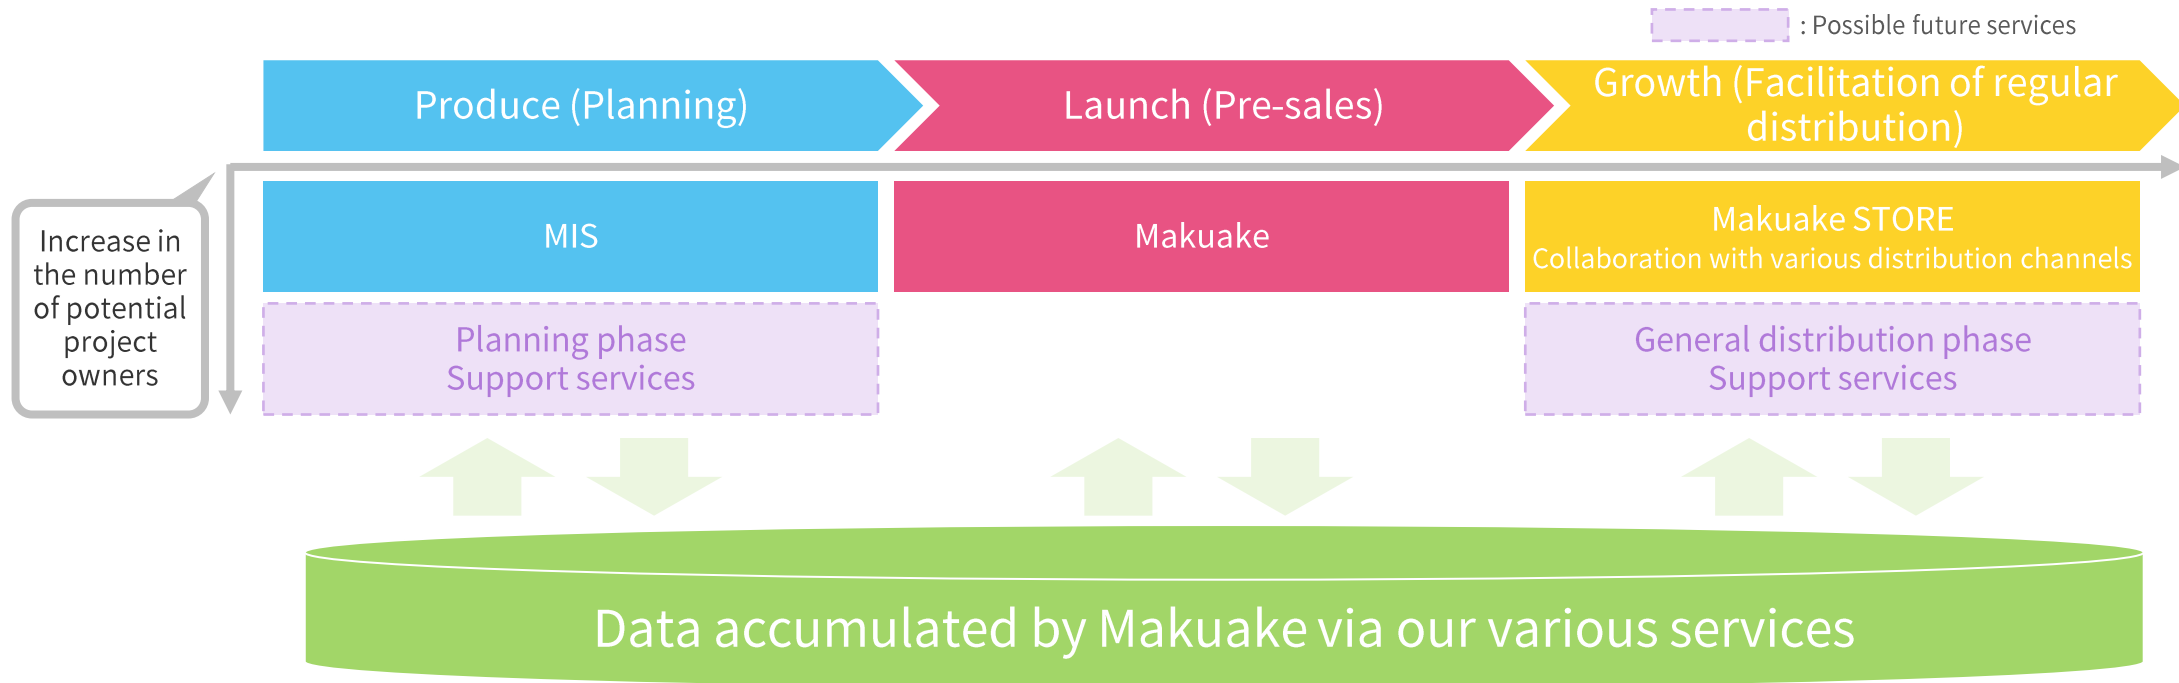 : Possible future services
Produce (Planning)
Launch (Pre-sales)
Growth (Facilitation of regular
distribution)
Increase in
the number
of potential
project
owners
MIS
Makuake
Makuake STORE
Collaboration with various distribution channels
Planning phase
Support services
General distribution phase
Support services
Data accumulated by Makuake via our various services